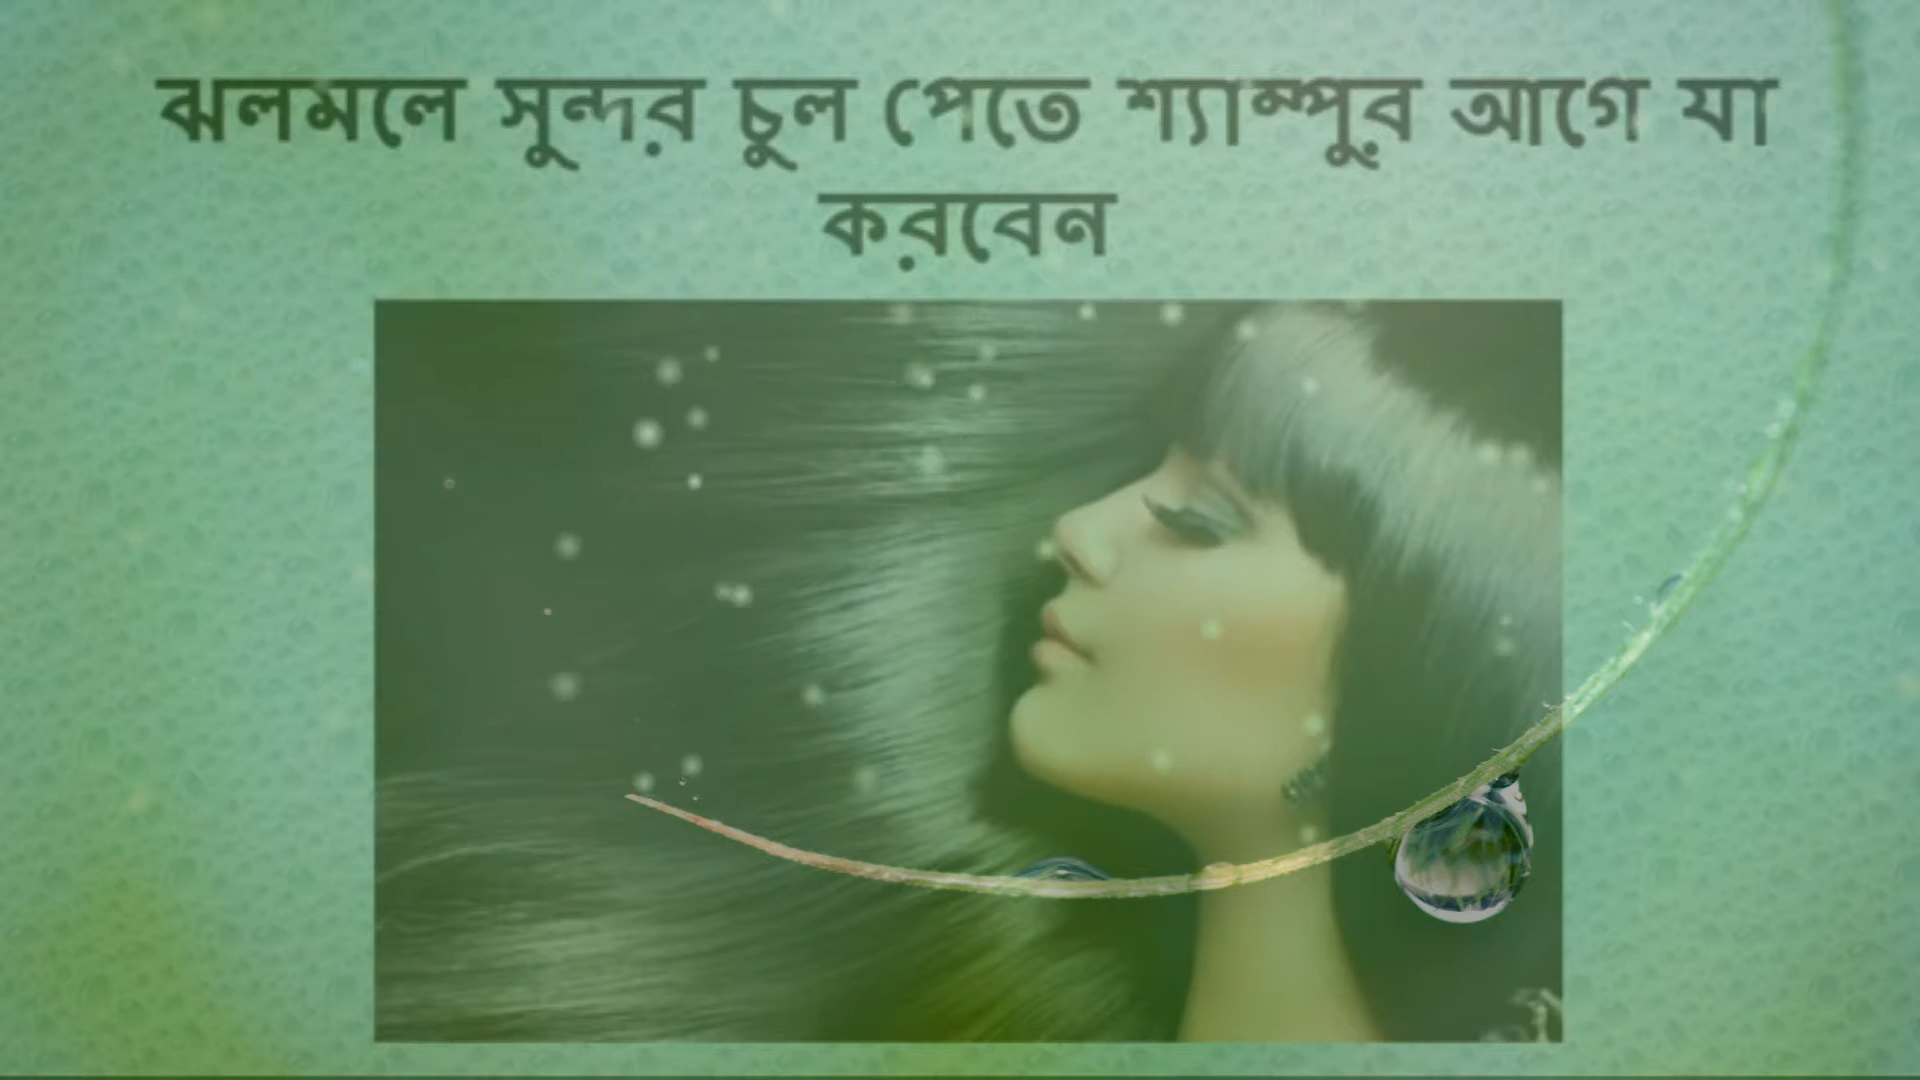 ঝলমলে সুন্দর চুল পেতে শ্যাম্পুর আগে যা
করবেন